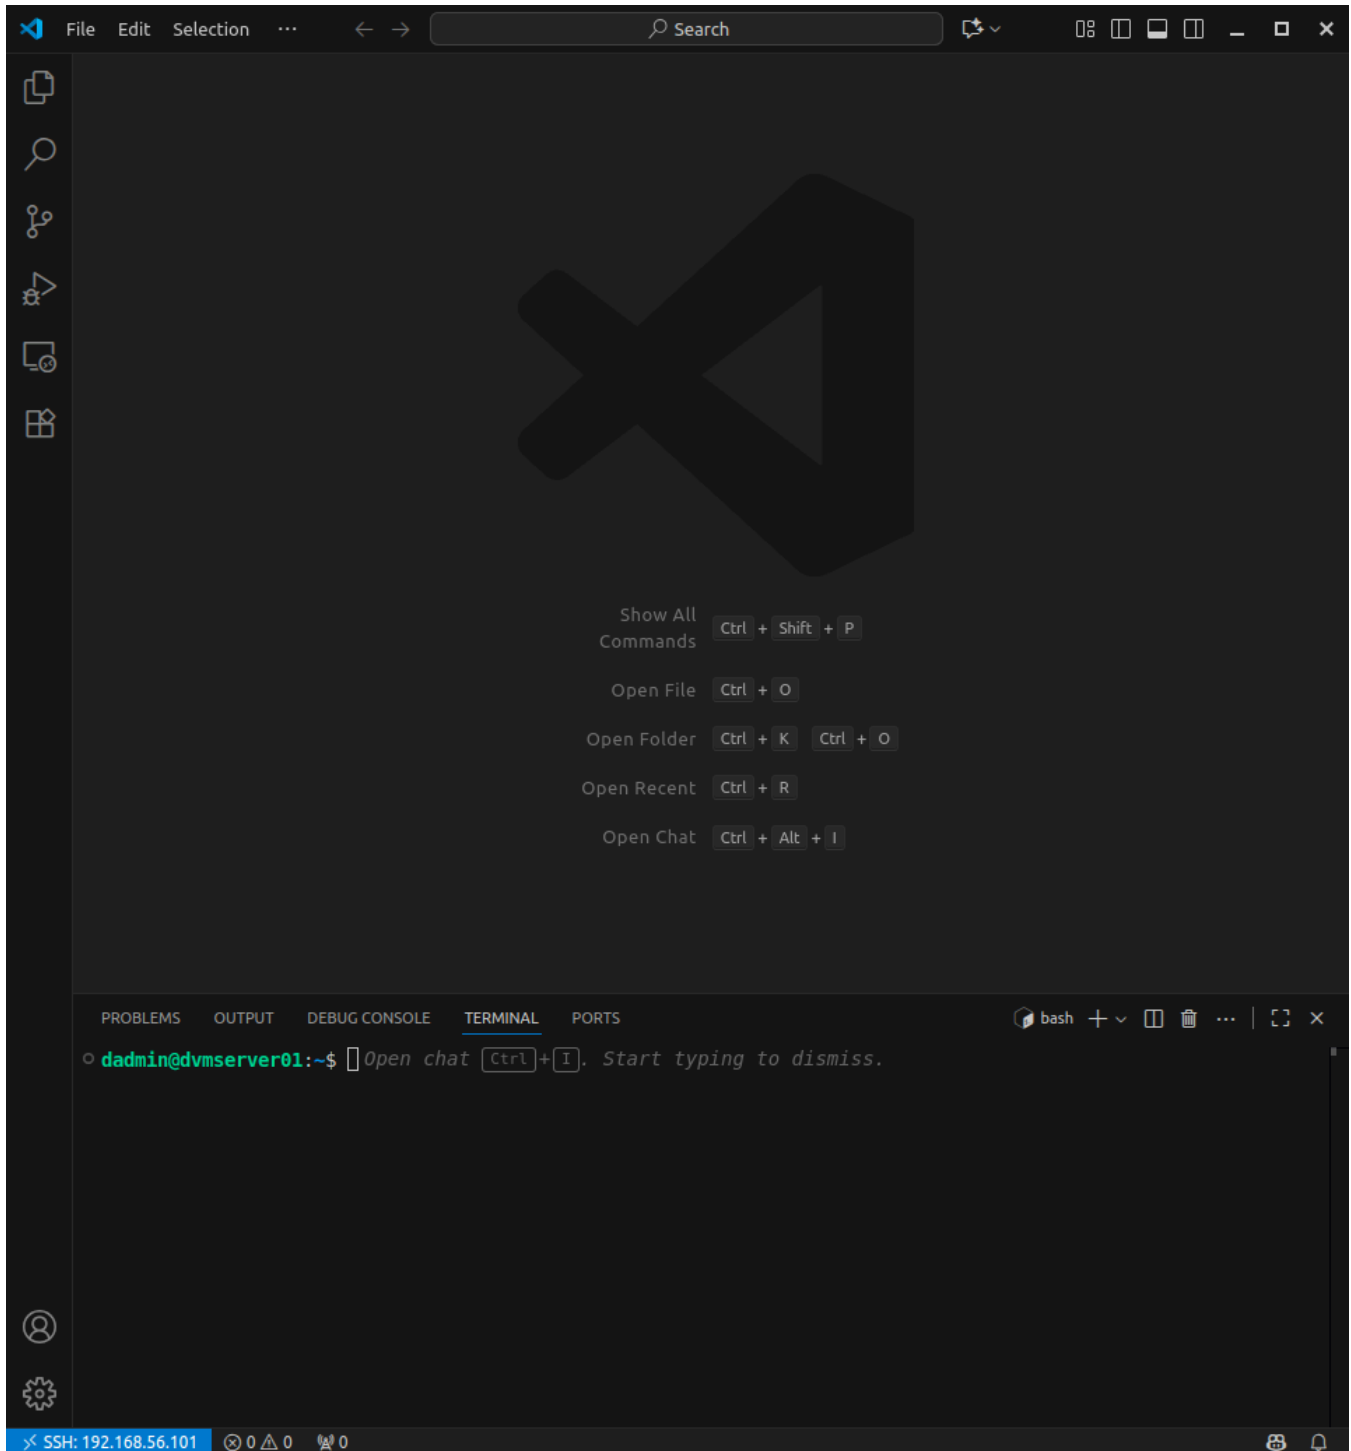 File Edit Selection ··· Search
Show All
Commands Ctrl + Shift + P
Open File Ctrl + O
Open Folder Ctrl + K Ctrl + O
Open Recent Ctrl + R
Open Chat Ctrl + Alt + I
PROBLEMS OUTPUT DEBUG CONSOLE TERMINAL PORTS bash ···
dadmin@dvmserver01:~$ Open chat Ctrl+I. Start typing to dismiss.
SSH: 192.168.56.101 0 0 0